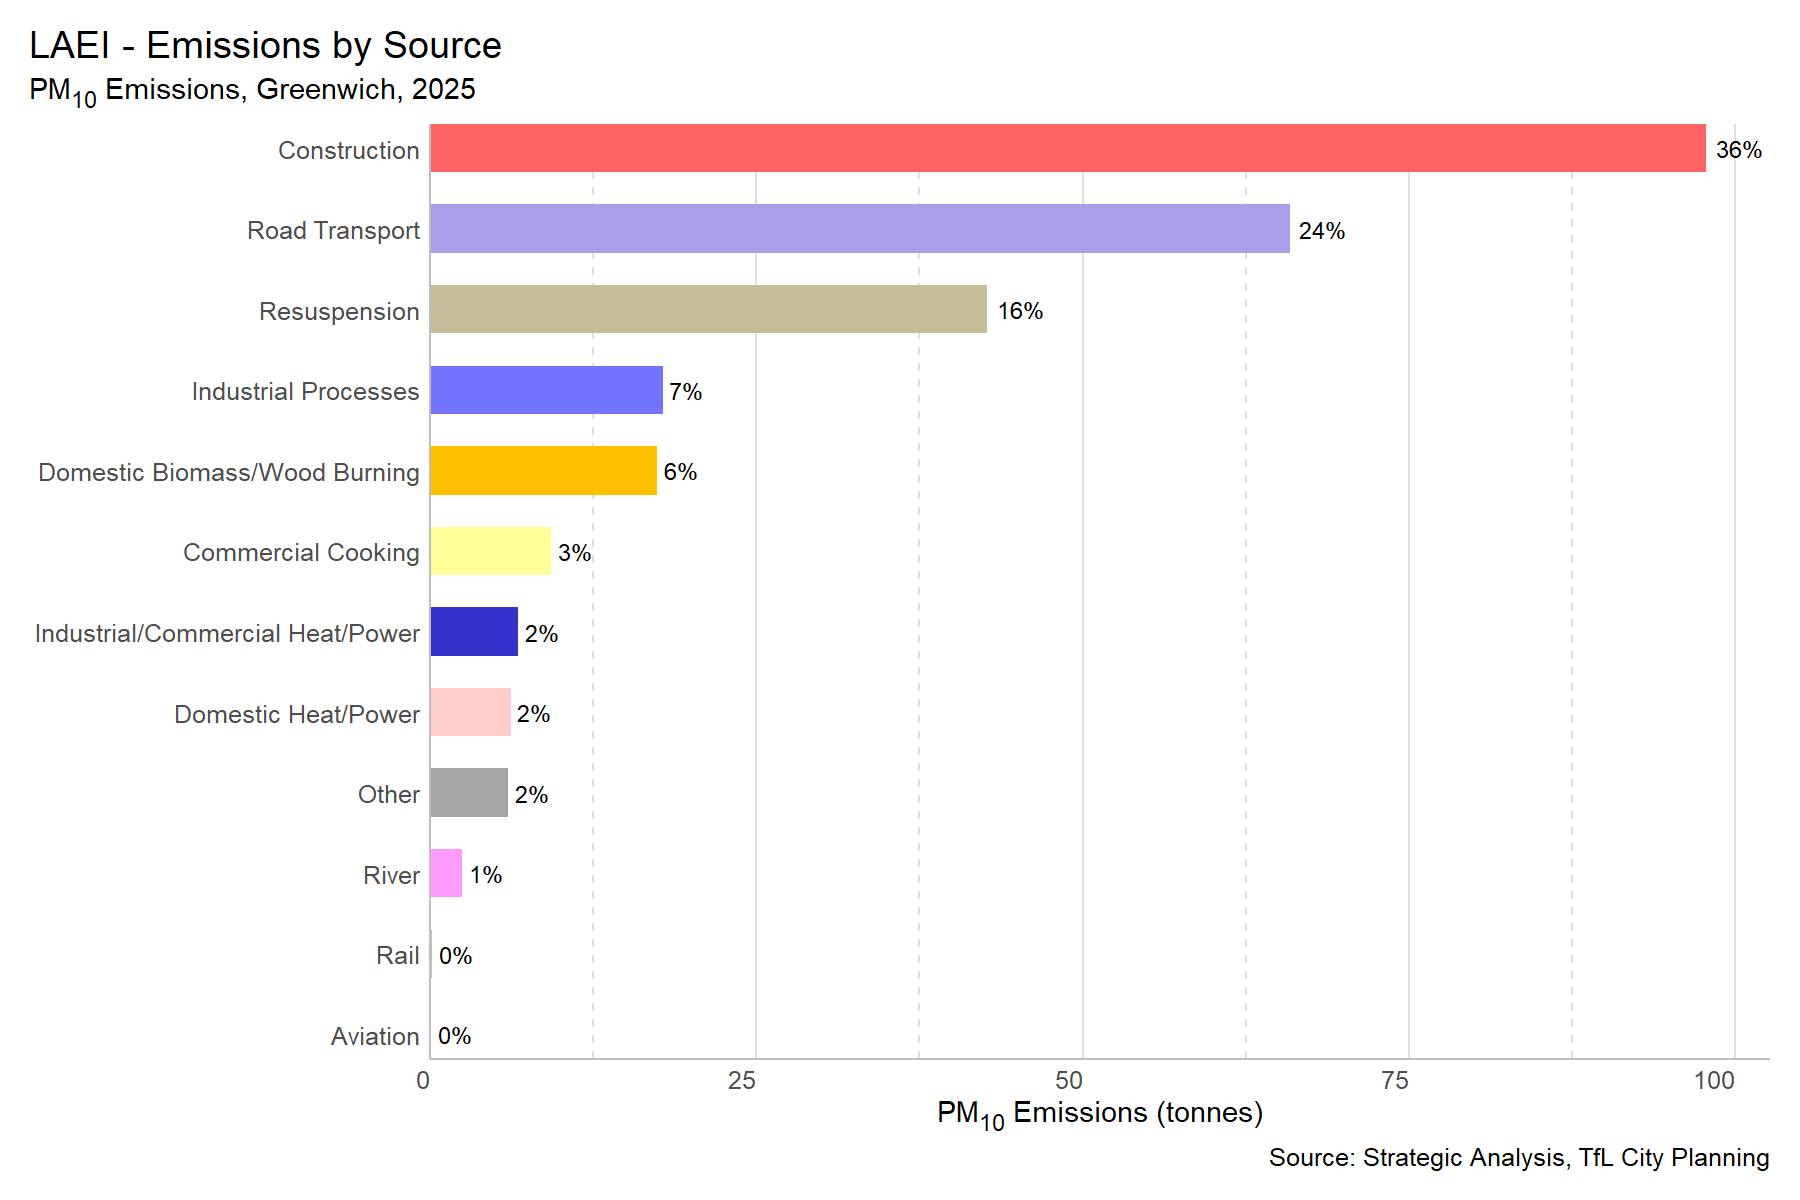 LAEI - Emissions by Source
PM10 Emissions, Greenwich, 2025
Construction 36%
Road Transport 24%
Resuspension 16%
Industrial Processes 7%
Domestic Biomass/Wood Burning 6%
Commercial Cooking 3%
Industrial/Commercial Heat/Power 2%
Domestic Heat/Power 2%
Other 2%
River 1%
Rail 0%
Aviation 0%
0 25 50 75 100
PM10 Emissions (tonnes)
Source: Strategic Analysis, TfL City Planning